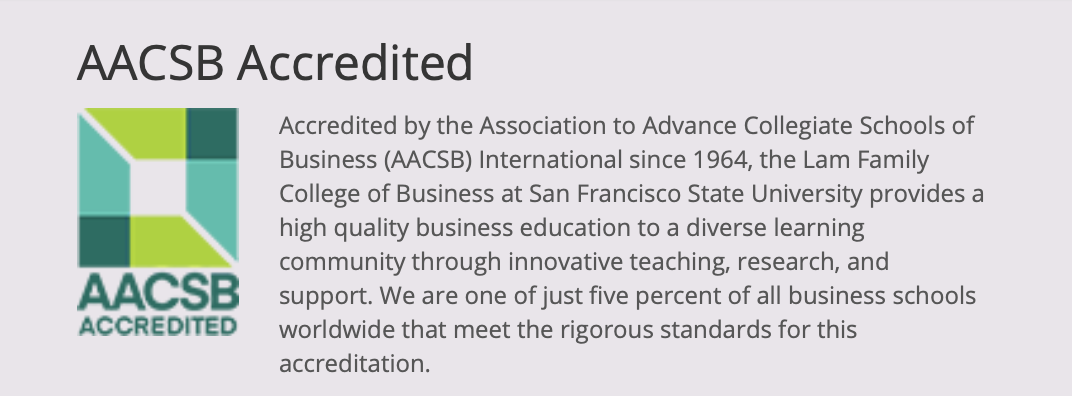 AACSB Accredited
Accredited by the Association to Advance Collegiate Schools of
Business (AACSB) International since 1964, the Lam Family
College of Business at San Francisco State University provides a
high quality business education to a diverse learning
community through innovative teaching, research, and
support. We are one of just five percent of all business schools
worldwide that meet the rigorous standards for this
accreditation.
AACSB
ACCREDITED